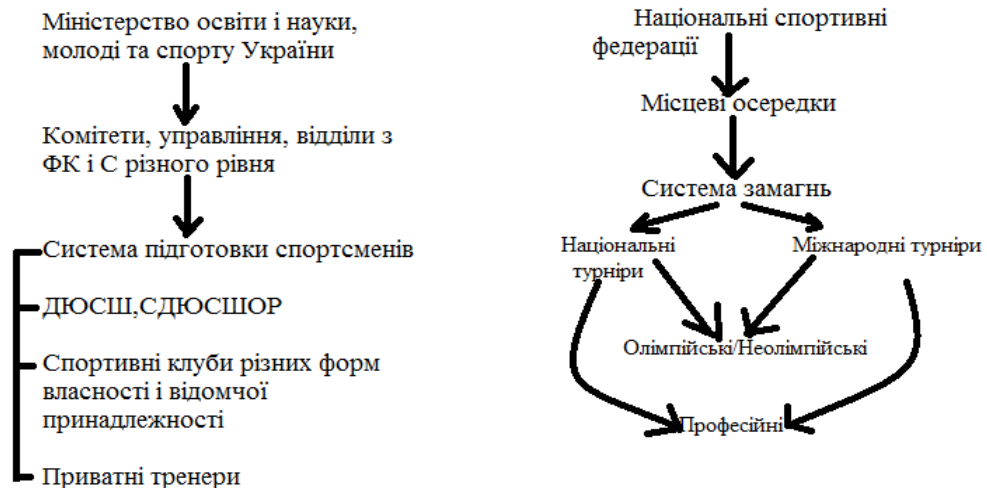 Міністерство освіти і науки,
молоді та спорту України
Комітети, управління, відділи з
ФК і С різного рівня
Система підготовки спортсменів
ДЮСШ,СДЮСШОР
Спортивні клуби різних форм
власності і відомчої
принадлежності
Приватні тренери
Національні спортивні
федерації
Місцеві осередки
Система замагнь
Національні
турніри
Міжнародні турніри
Олімпійські/Неолімпійські
Професійні